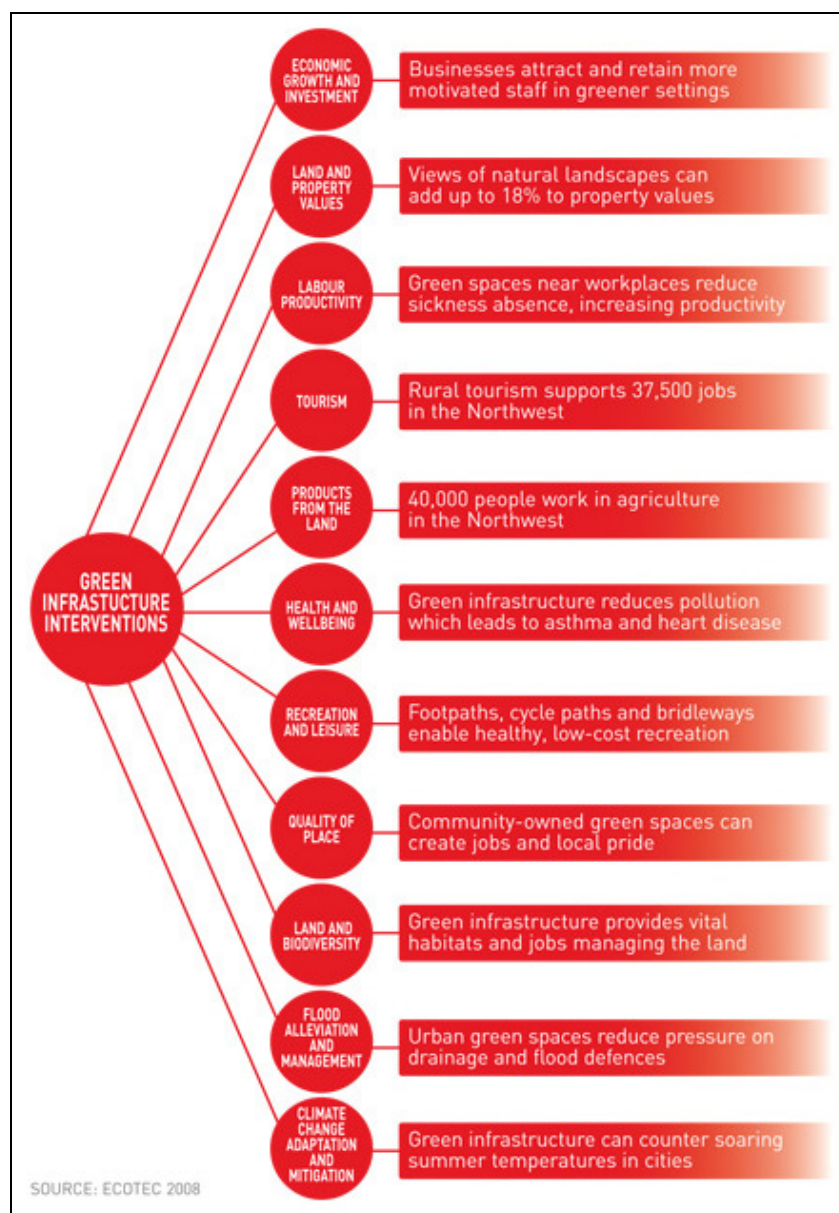 ECONOMIC
GROWTH AND
INVESTMENT
Businesses attract and retain more
motivated staff in greener settings
LAND AND
PROPERTY
VALUES
Views of natural landscapes can
add up to 18% to property values
LABOUR
PRODUCTIVITY
Green spaces near workplaces reduce
sickness absence, increasing productivity
TOURISM
Rural tourism supports 37,500 jobs
in the Northwest
PRODUCTS
FROM THE
LAND
40,000 people work in agriculture
in the Northwest
GREEN
INFRASTUCTURE
INTERVENTIONS
HEALTH AND
WELLBEING
Green infrastructure reduces pollution
which leads to asthma and heart disease
RECREATION
AND LEISURE
Footpaths, cycle paths and bridleways
enable healthy, low-cost recreation
QUALITY OF
PLACE
Community-owned green spaces can
create jobs and local pride
LAND AND
BIODIVERSITY
Green infrastructure provides vital
habitats and jobs managing the land
FLOOD
ALLEVIATION
AND
MANAGEMENT
Urban green spaces reduce pressure on
drainage and flood defences
CLIMATE
CHANGE
ADAPTATION
AND
MITIGATION
Green infrastructure can counter soaring
summer temperatures in cities
SOURCE: ECOTEC 2008